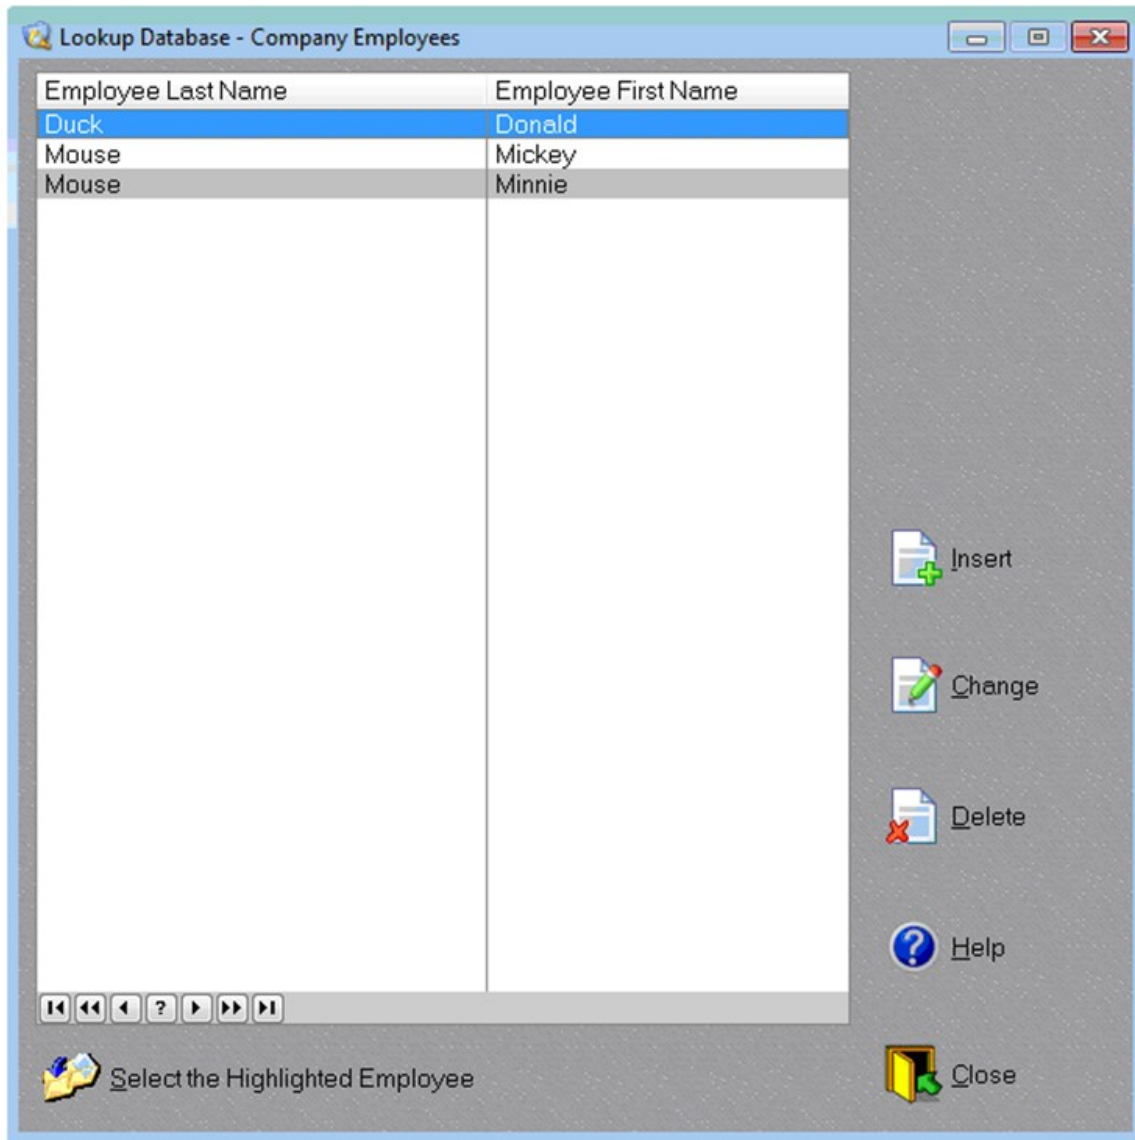 Lookup Database - Company Employees
Employee Last Name Employee First Name
Duck Donald
Mouse Mickey
Mouse Minnie
Insert
Change
Delete
? Help
?
Select the Highlighted Employee Close